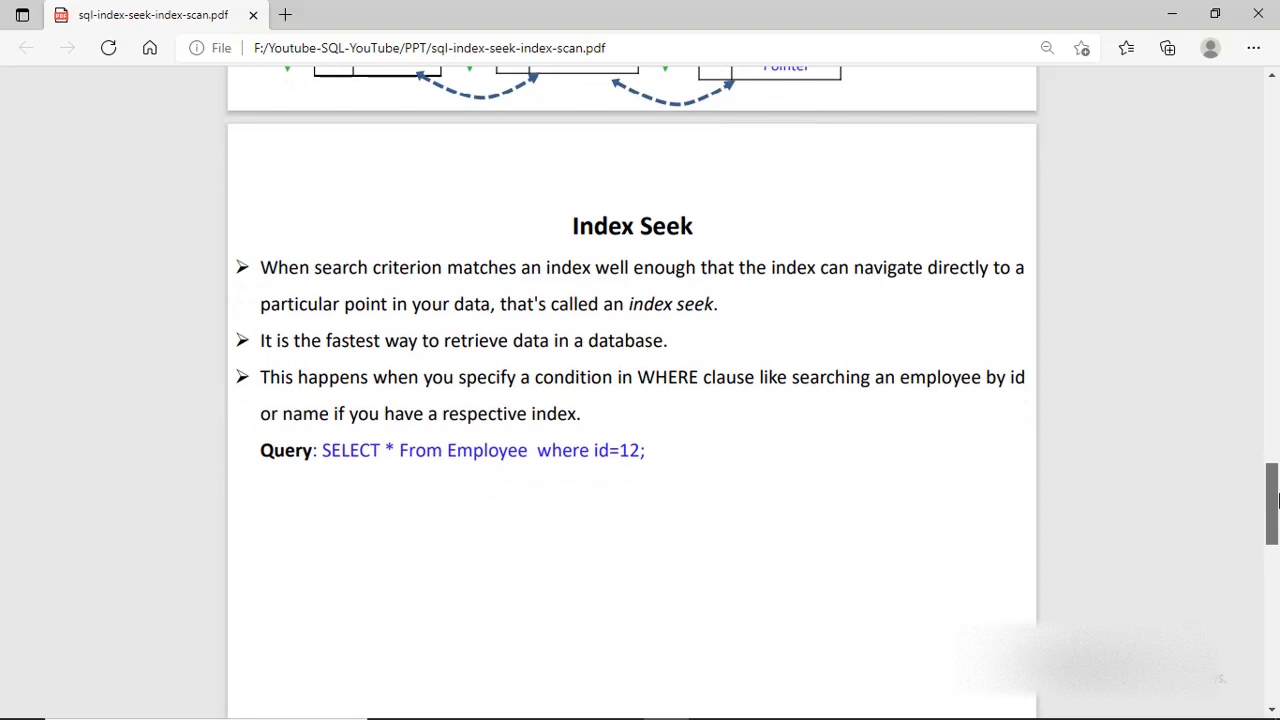 sql-index-seek-index-scan.pdf
File F:/Youtube-SQL-YouTube/PPT/sql-index-seek-index-scan.pdf
Pointer
Index Seek
➢ When search criterion matches an index well enough that the index can navigate directly to a
particular point in your data, that's called an index seek.
➢ It is the fastest way to retrieve data in a database.
➢ This happens when you specify a condition in WHERE clause like searching an employee by id
or name if you have a respective index.
Query: SELECT * From Employee where id=12;